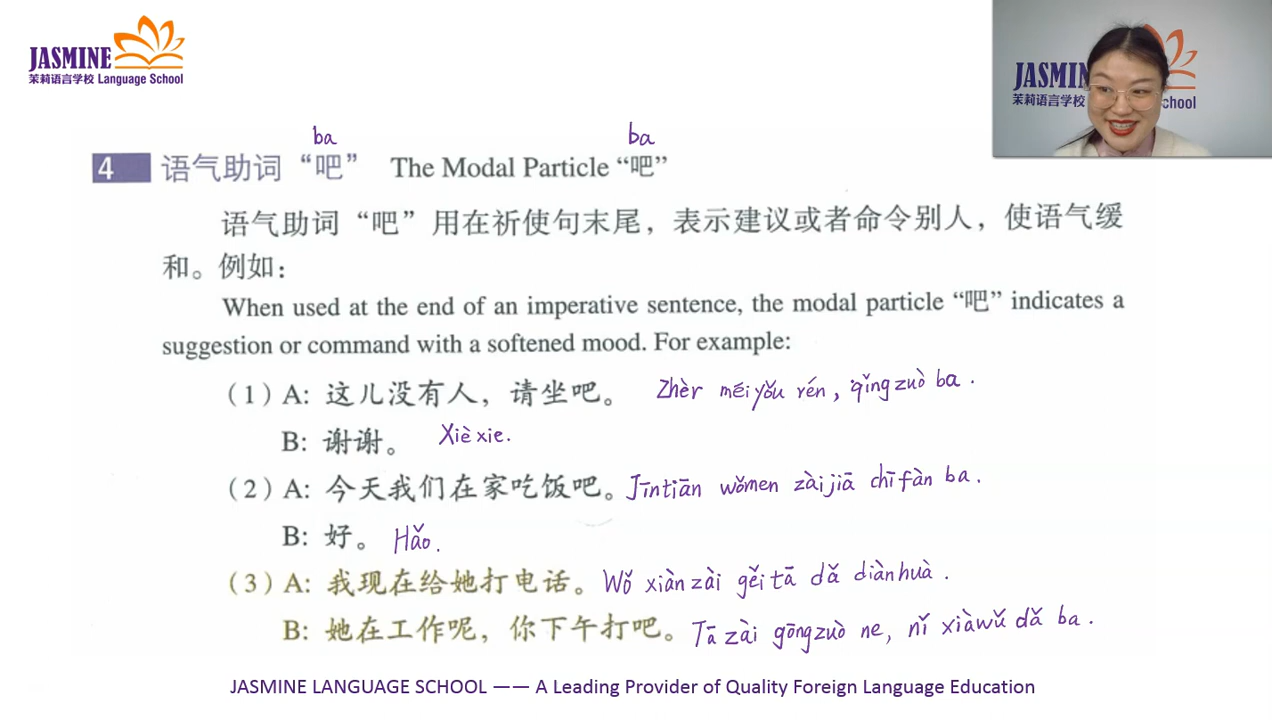 JASMINE
茉莉语言学校 Language School
JASMIN
茉莉语言学校 chool
ba ba
4 语气助词“吧” The Modal Particle “吧”
语气助词“吧”用在祈使句末尾，表示建议或者命令别人，使语气缓
和。例如：
When used at the end of an imperative sentence, the modal particle “吧” indicates a
suggestion or command with a softened mood. For example:
（1）A: 这儿没有人，请坐吧。 Zhèr méi yǒu rén, qǐng zuò ba.
B: 谢谢。 Xiè xie.
（2）A: 今天我们在家吃饭吧。 Jīntiān wǒmen zài jiā chīfàn ba.
B: 好。 Hǎo.
（3）A: 我现在给她打电话。 Wǒ xiànzài gěi tā dǎ diànhuà.
B: 她在工作呢，你下午打吧。 Tā zài gōngzuò ne, nǐ xiàwǔ dǎ ba.
JASMINE LANGUAGE SCHOOL —— A Leading Provider of Quality Foreign Language Education